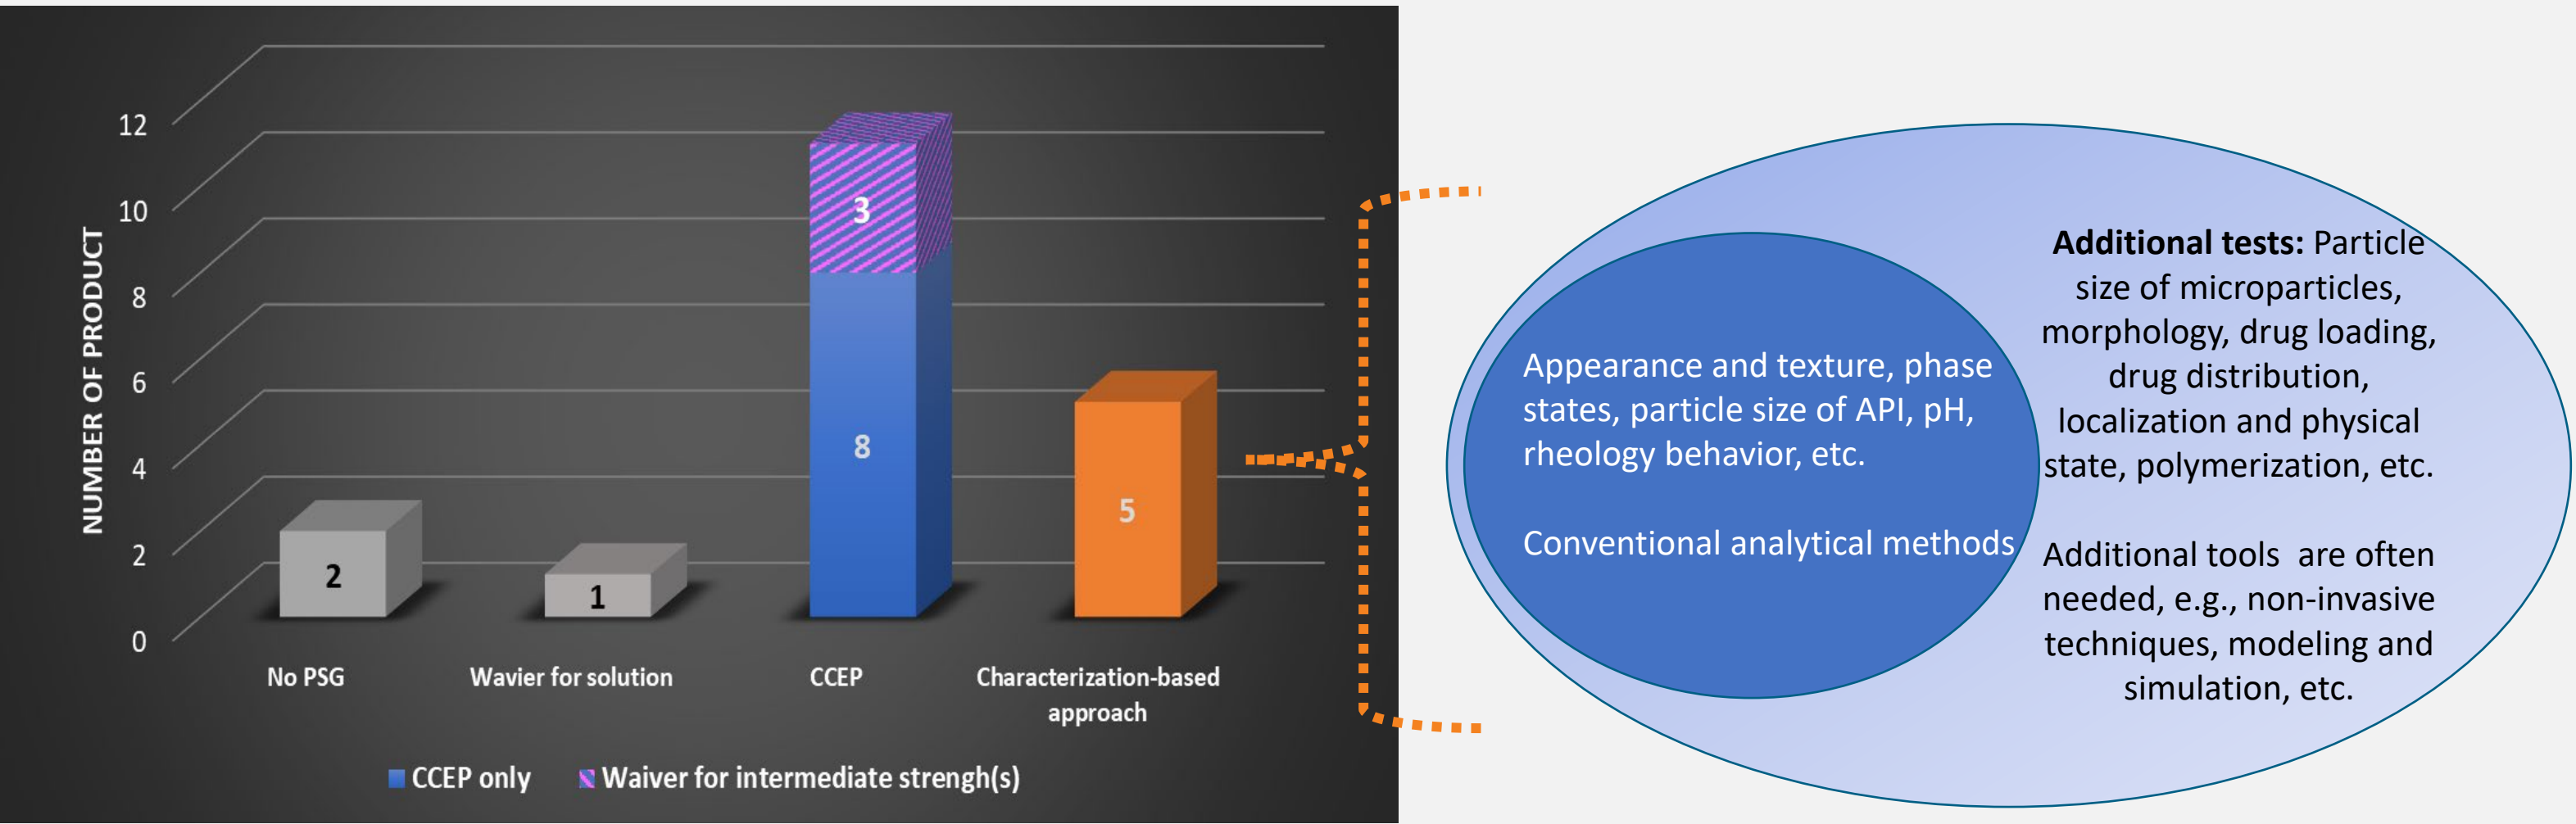 NUMBER OF PRODUCT
12
10
8
6
4
2
0
2
1
3
8
5
No PSG
Wavier for solution
CCEP
Characterization-based
approach
CCEP only
Waiver for intermediate strengh(s)
Appearance and texture, phase
states, particle size of API, pH,
rheology behavior, etc.
Conventional analytical methods
Additional tests: Particle
size of microparticles,
morphology, drug loading,
drug distribution,
localization and physical
state, polymerization, etc.
Additional tools are often
needed, e.g., non-invasive
techniques, modeling and
simulation, etc.